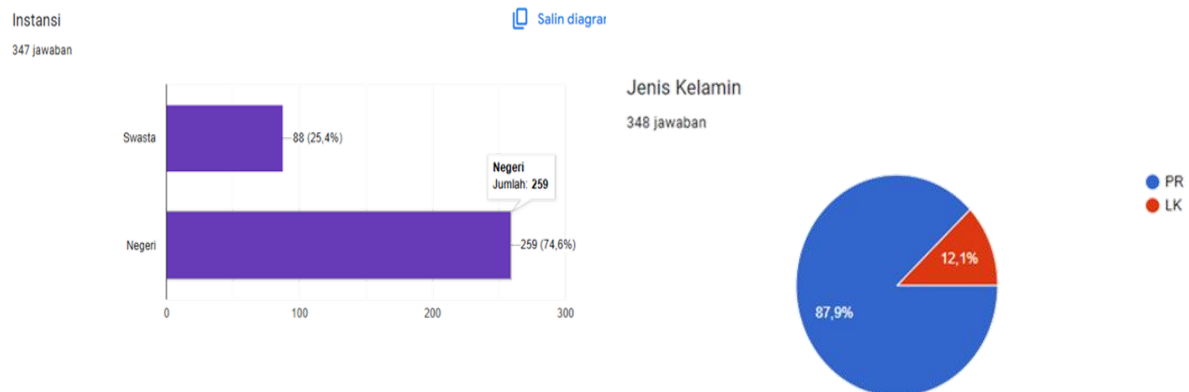 Instansi
Salin diagrar
347 jawaban
Swasta
88 (25,4%)
Negeri
Jumlah: 259
Negeri
259 (74,6%)
0
100
200
300
Jenis Kelamin
348 jawaban
PR
LK
12,1%
87,9%